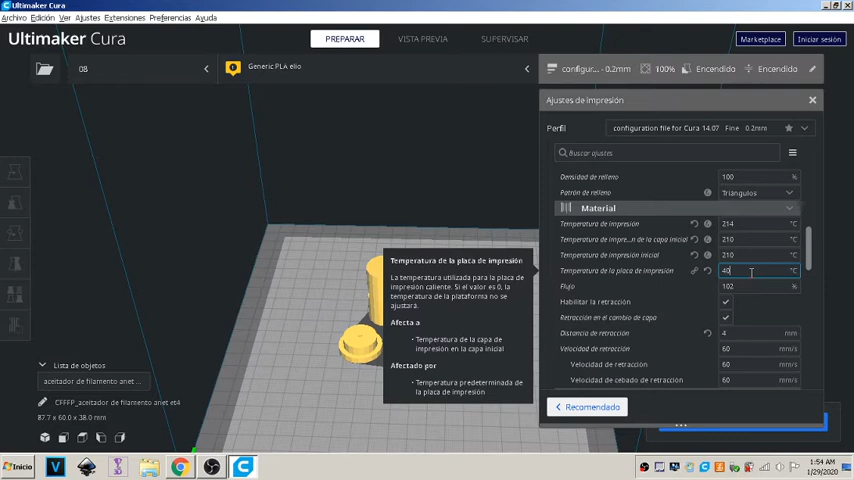 Ultimaker Cura
Archivo Edición Ver Ajustes Extensiones Preferencias Ayuda
Ultimaker Cura
PREPARAR
VISTA PREVIA
SUPERVISAR
Marketplace
Iniciar sesión
08
Generic PLA elio
configur... - 0.2mm
100%
Encendido
Encendido
Ajustes de impresión
Perfil
configuration file for Cura 14.07 Fine 0.2mm
Buscar ajustes
Densidad de relleno 100 %
Patrón de relleno Triángulos
Material
Temperatura de impresión 214 °C
Temperatura de impre...n de la capa inicial 210 °C
Temperatura de impresión inicial 210 °C
Temperatura de la placa de impresión 40 °C
Flujo 102 %
Habilitar la retracción
Retracción en el cambio de capa
Distancia de retracción 4 mm
Velocidad de retracción 60 mm/s
Velocidad de retracción 60 mm/s
Velocidad de cebado de retracción 60 mm/s
Recomendado
Temperatura de la placa de impresión
La temperatura utilizada para la placa de
impresión caliente. Si el valor es 0, la
temperatura de la plataforma no se
ajustará.
Afecta a
• Temperatura de la capa de
impresión en la capa inicial
Afectado por
• Temperatura predeterminada de
la placa de impresión
Lista de objetos
aceitador de filamento anet ...
CFFFP_aceitador de filamento anet et4
87.7 x 60.0 x 38.0 mm
Inicio
1:54 AM
1/29/2020